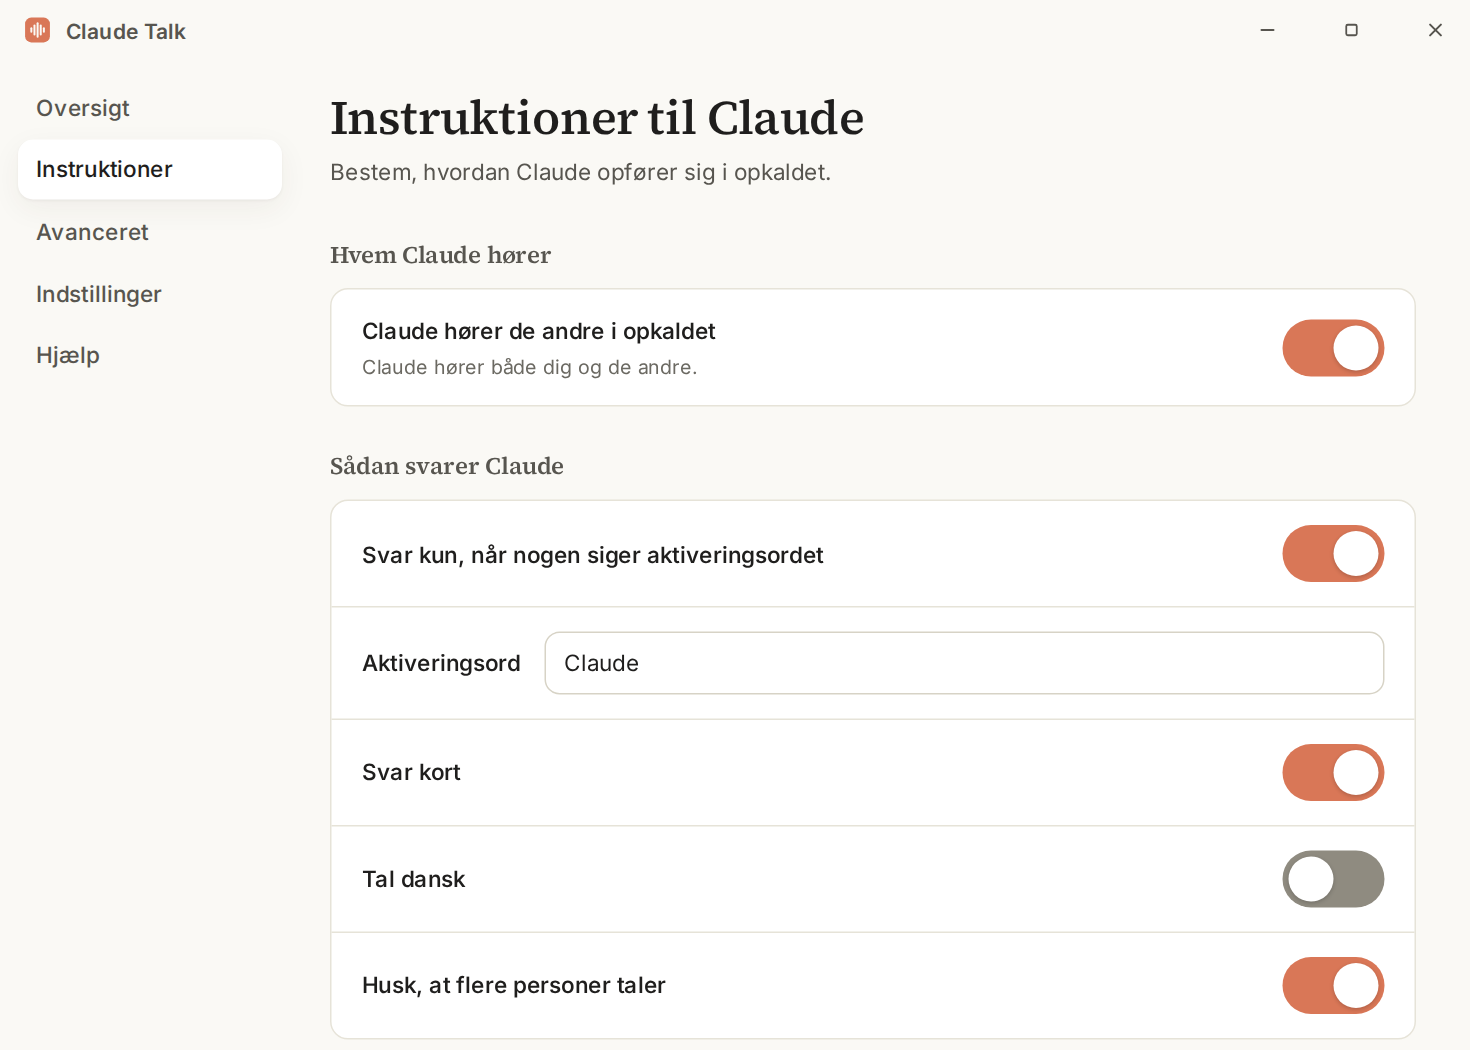 Claude Talk
Oversigt
Instruktioner
Avanceret
Indstillinger
Hjælp
Instruktioner til Claude
Bestem, hvordan Claude opfører sig i opkaldet.
Hvem Claude hører
Claude hører de andre i opkaldet
Claude hører både dig og de andre.
Sådan svarer Claude
Svar kun, når nogen siger aktiveringsordet
Aktiveringsord
Claude
Svar kort
Tal dansk
Husk, at flere personer taler